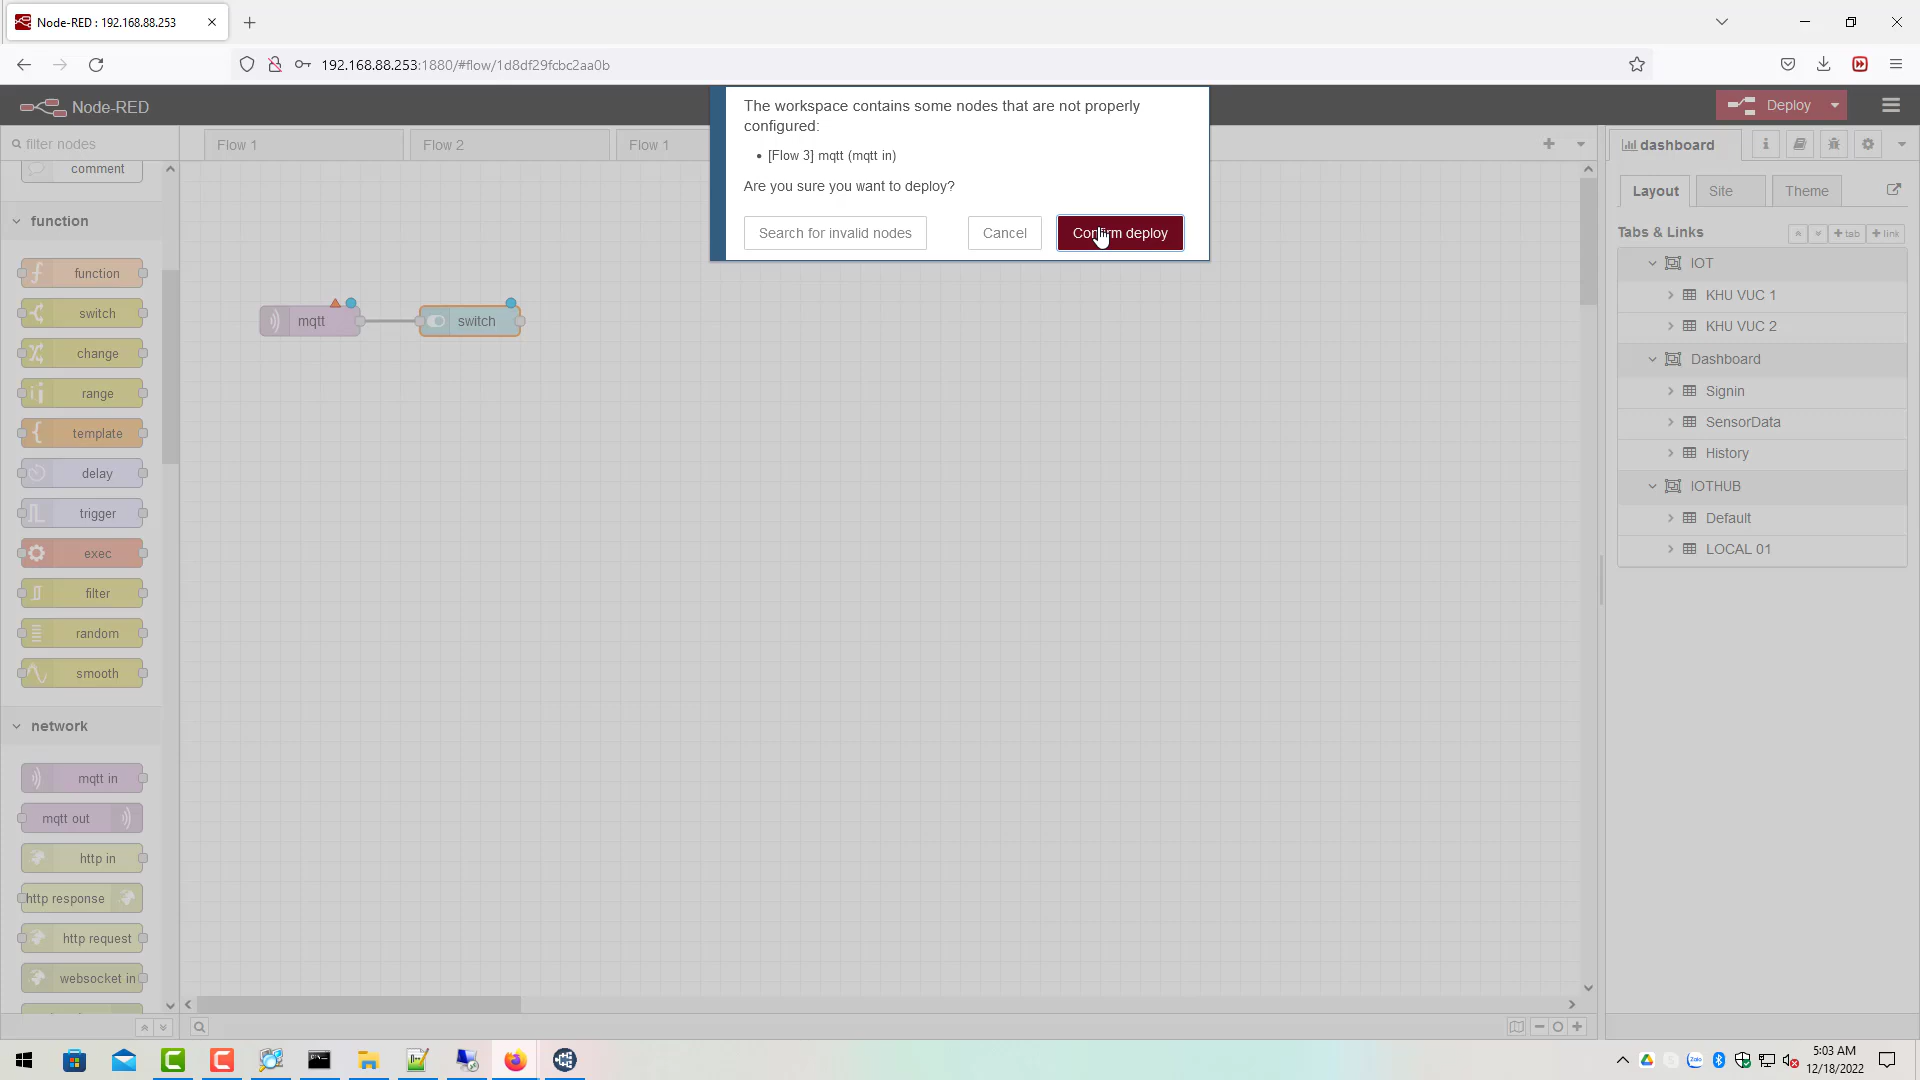 Node-RED : 192.168.88.253
192.168.88.253:1880/#flow/1d8df29fcbc2aa0b
Node-RED
Deploy
The workspace contains some nodes that are not properly
configured:
• [Flow 3] mqtt (mqtt in)
Are you sure you want to deploy?
Search for invalid nodes
Cancel
Confirm deploy
filter nodes
Flow 1
Flow 2
Flow 1
dashboard
comment
function
function
switch
change
range
template
delay
trigger
exec
filter
random
smooth
network
mqtt in
mqtt out
http in
http response
http request
websocket in
mqtt
switch
Layout
Site
Theme
Tabs & Links
+ tab
+ link
IOT
KHU VUC 1
KHU VUC 2
Dashboard
Signin
SensorData
History
IOTHUB
Default
LOCAL 01
5:03 AM
12/18/2022